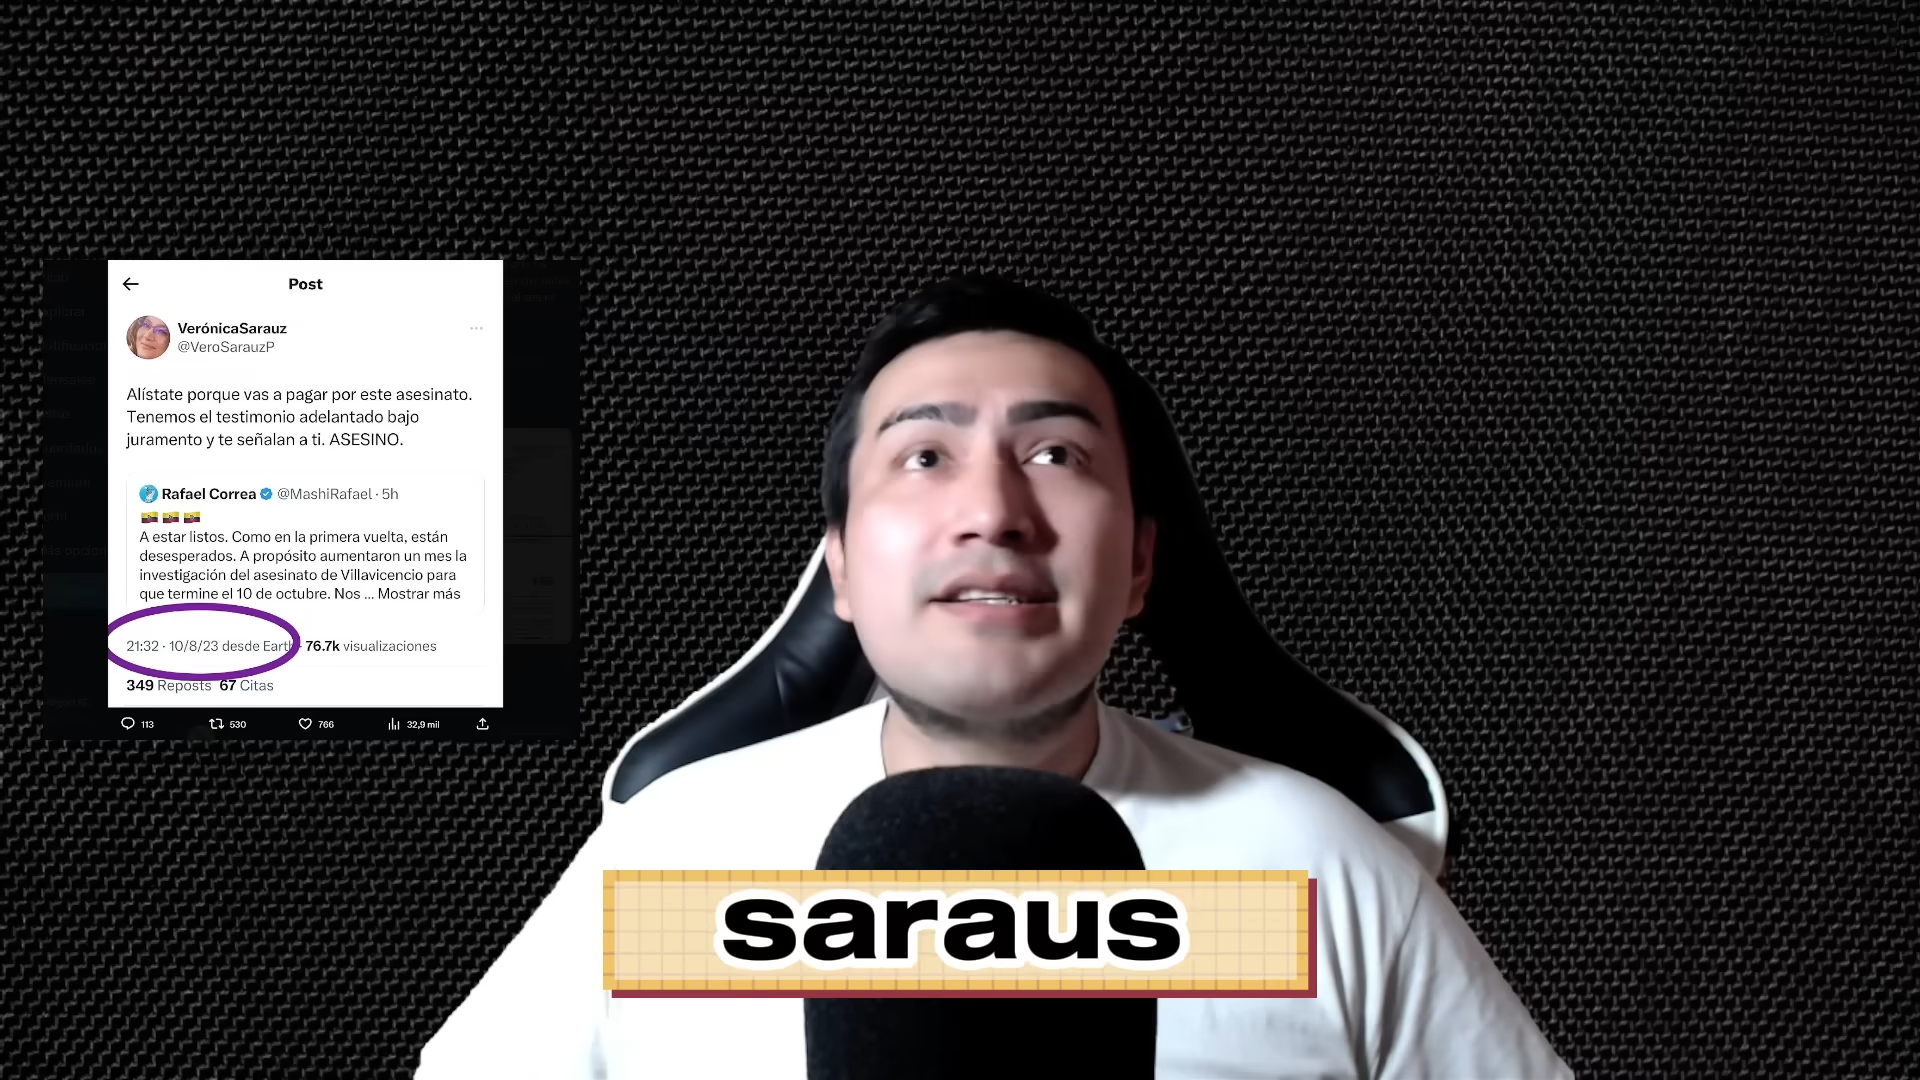 Post
VerónicaSarauz
@VeroSarauzP
Alístate porque vas a pagar por este asesinato.
Tenemos el testimonio adelantado bajo
juramento y te señalan a ti. ASESINO.
Rafael Correa @MashiRafael · 5h
🇪🇨🇪🇨🇪🇨
A estar listos. Como en la primera vuelta, están
desesperados. A propósito aumentaron un mes la
investigación del asesinato de Villavicencio para
que termine el 10 de octubre. Nos ... Mostrar más
21:32 · 10/8/23 desde Earth · 76.7k visualizaciones
349 Reposts 67 Citas
113 530 766 32,9 mil
saraus